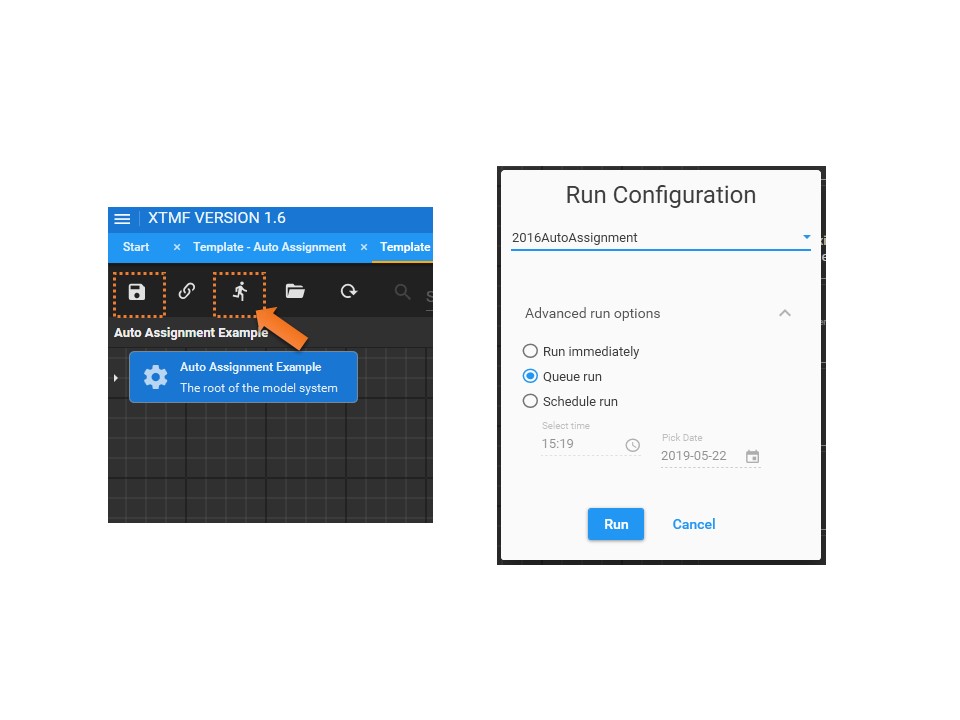 XTMF VERSION 1.6
Start × Template - Auto Assignment × Template
Auto Assignment Example
Auto Assignment Example
The root of the model system
Run Configuration
2016AutoAssignment
Advanced run options
Run immediately
Queue run
Schedule run
Select time
15:19
Pick Date
2019-05-22
Run Cancel